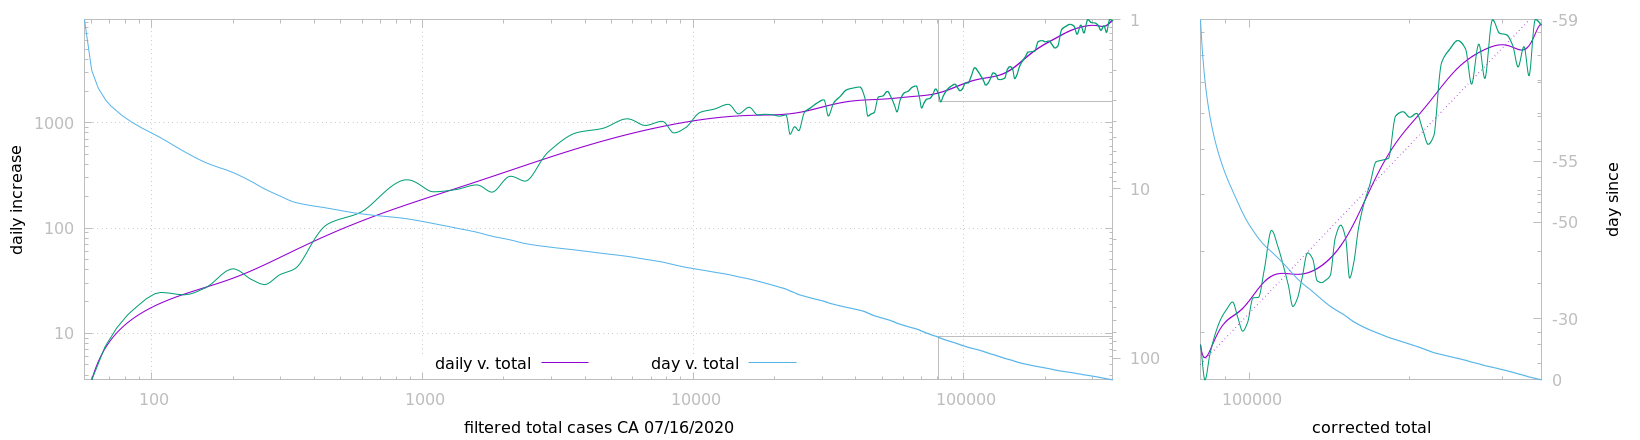 1
-59
1000
-55
10
100
-50
10
-30
daily v. total
day v. total
100
0
100
1000
10000
100000
100000
filtered total cases CA 07/16/2020
corrected total
daily increase
day since